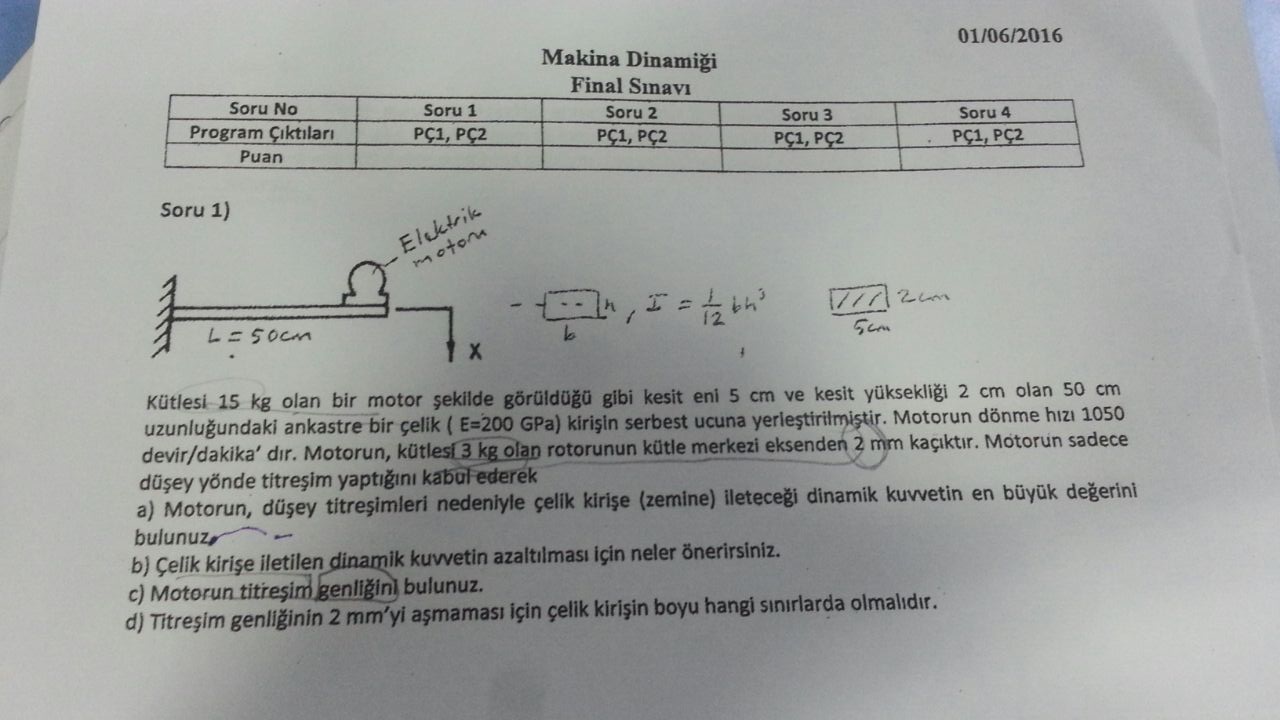 01/06/2016
Makina Dinamiği
Final Sınavı
Soru No Soru 1 Soru 2 Soru 3 Soru 4
Program Çıktıları PÇ1, PÇ2 PÇ1, PÇ2 PÇ1, PÇ2 PÇ1, PÇ2
Puan
Soru 1)
Elektrik
motoru
L = 50cm
x
h, I = 1/12 bh³
b
2cm
5cm
Kütlesi 15 kg olan bir motor şekilde görüldüğü gibi kesit eni 5 cm ve kesit yüksekliği 2 cm olan 50 cm
uzunluğundaki ankastre bir çelik ( E=200 GPa) kirişin serbest ucuna yerleştirilmiştir. Motorun dönme hızı 1050
devir/dakika’ dır. Motorun, kütlesi 3 kg olan rotorunun kütle merkezi eksenden 2 mm kaçıktır. Motorun sadece
düşey yönde titreşim yaptığını kabul ederek
a) Motorun, düşey titreşimleri nedeniyle çelik kirişe (zemine) ileteceği dinamik kuvvetin en büyük değerini
bulunuz.
b) Çelik kirişe iletilen dinamik kuvvetin azaltılması için neler önerirsiniz.
c) Motorun titreşim genliğini bulunuz.
d) Titreşim genliğinin 2 mm’yi aşmaması için çelik kirişin boyu hangi sınırlarda olmalıdır.